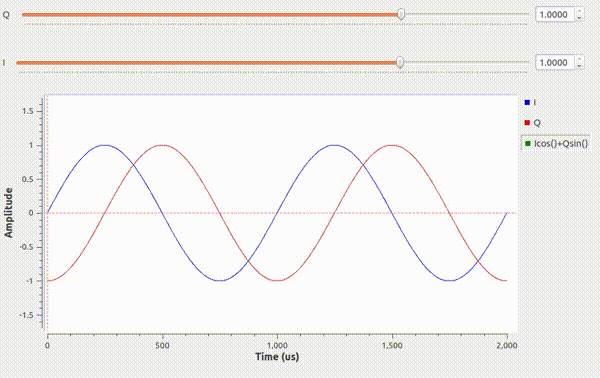 Q
1.0000
I
1.0000
I
Q
Icos()+Qsin()
1.5
1
0.5
0
-0.5
-1
-1.5
Amplitude
0
500
1,000
1,500
2,000
Time (us)